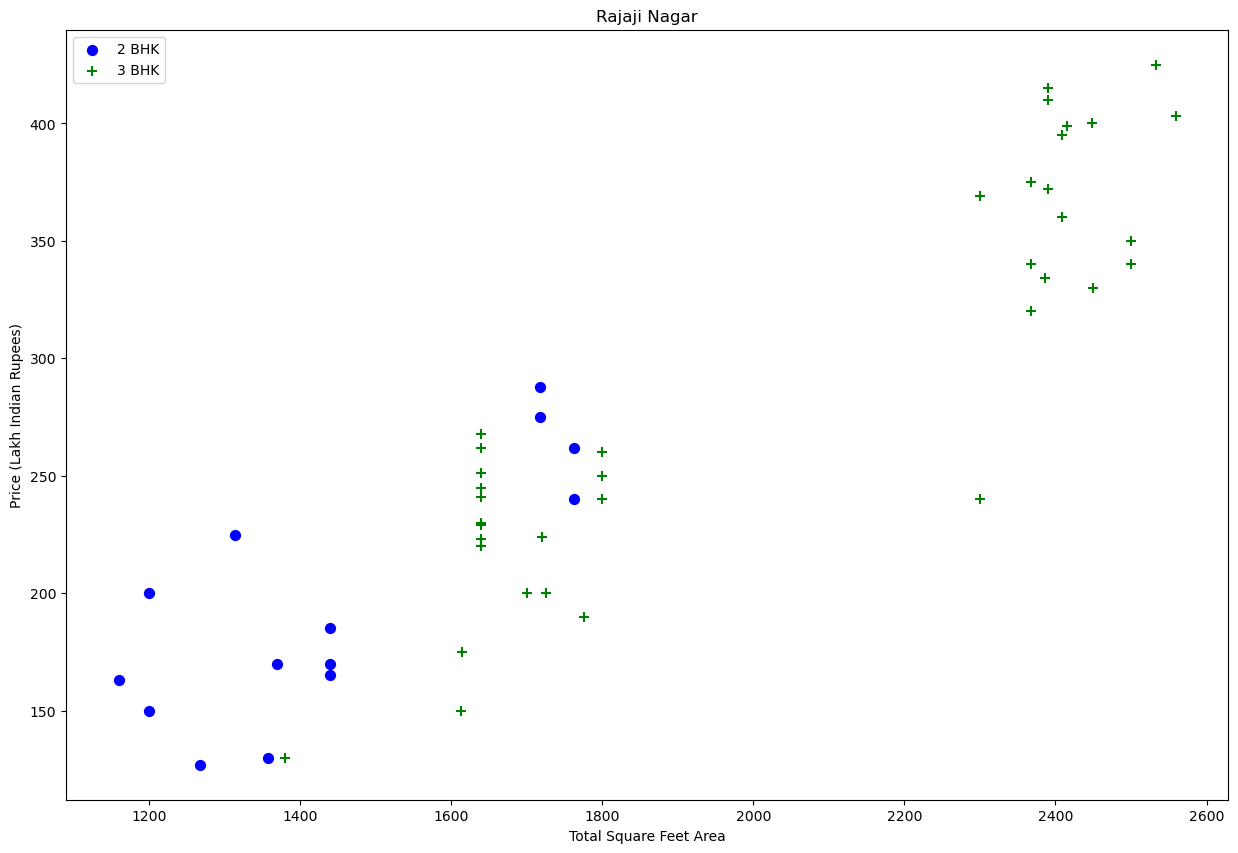 Rajaji Nagar
2 BHK
3 BHK
400
350
300
250
200
150
Price (Lakh Indian Rupees)
1200 1400 1600 1800 2000 2200 2400 2600
Total Square Feet Area